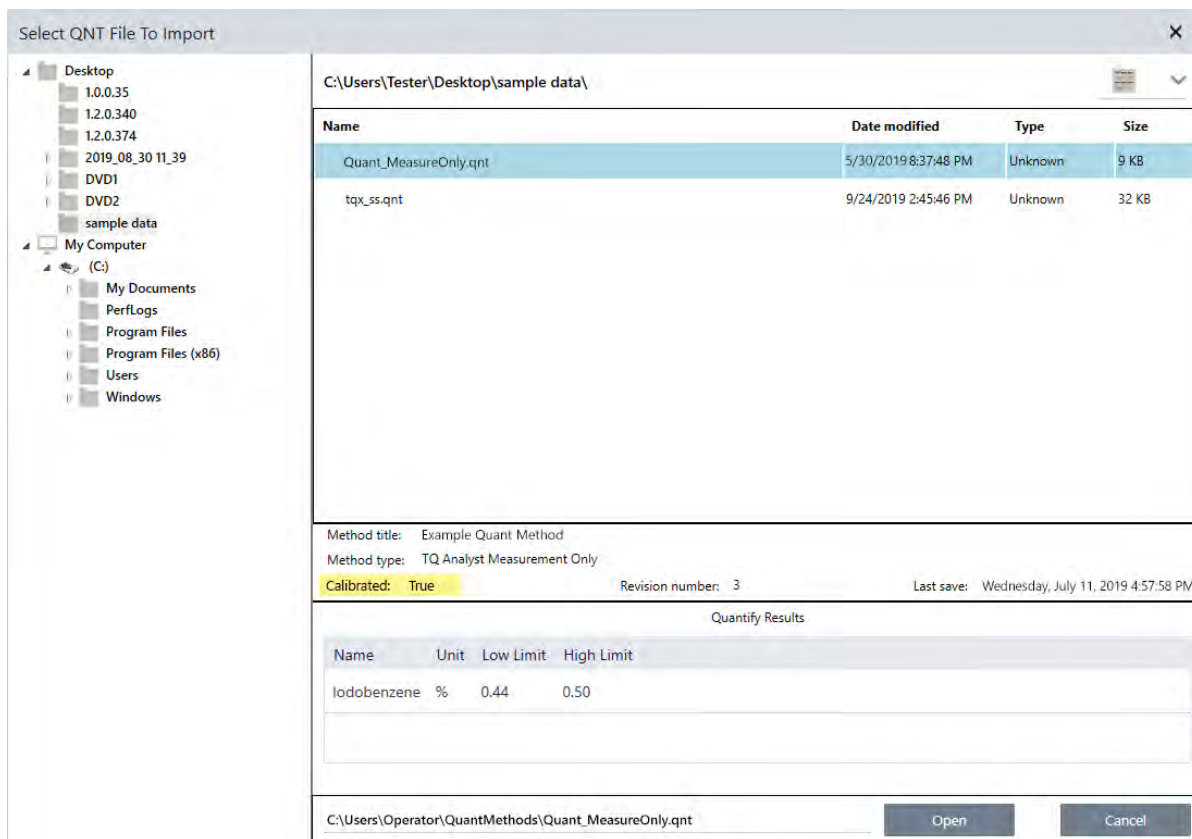 Select QNT File To Import
Desktop
1.0.0.35
1.2.0.340
1.2.0.374
2019_08_30 11_39
DVD1
DVD2
sample data
My Computer
(C:)
My Documents
PerfLogs
Program Files
Program Files (x86)
Users
Windows
C:\Users\Tester\Desktop\sample data\
Name Date modified Type Size
Quant_MeasureOnly.qnt 5/30/2019 8:37:48 PM Unknown 9 KB
tqx_ss.qnt 9/24/2019 2:45:46 PM Unknown 32 KB
Method title: Example Quant Method
Method type: TQ Analyst Measurement Only
Calibrated: True Revision number: 3 Last save: Wednesday, July 11, 2019 4:57:58 PM
Quantify Results
Name Unit Low Limit High Limit
Iodobenzene % 0.44 0.50
C:\Users\Operator\QuantMethods\Quant_MeasureOnly.qnt Open Cancel